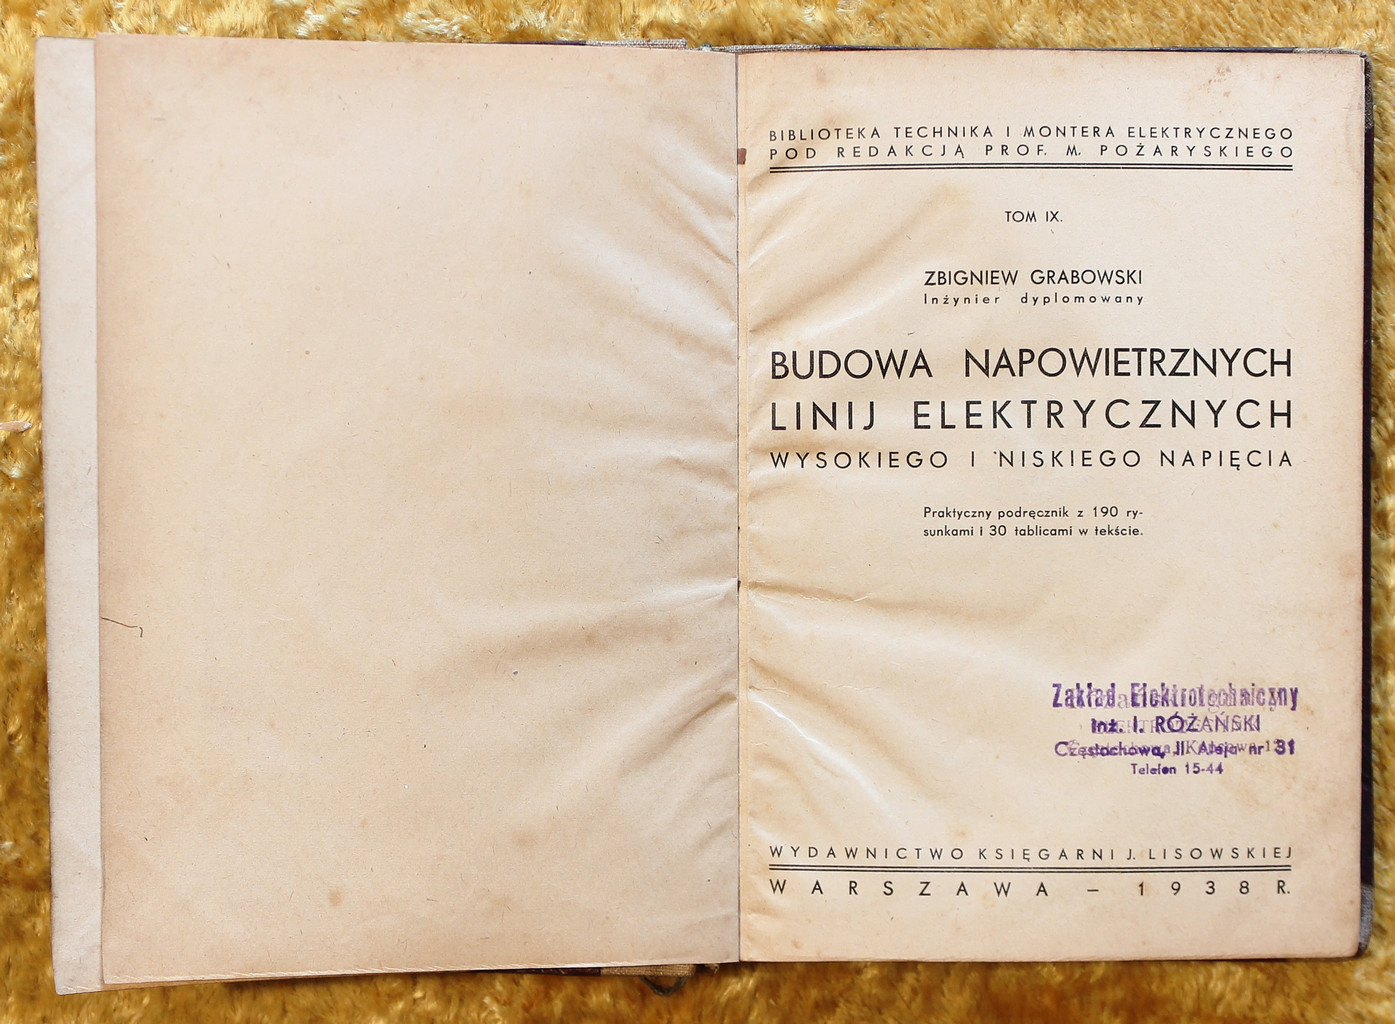 BIBLIOTEKA TECHNIKA I MONTERA ELEKTRYCZNEGO
POD REDAKCJĄ PROF. M. POŻARYSKIEGO
TOM IX.
ZBIGNIEW GRABOWSKI
Inżynier dyplomowany
BUDOWA NAPOWIETRZNYCH
LINIJ ELEKTRYCZNYCH
WYSOKIEGO I NISKIEGO NAPIĘCIA
Praktyczny podręcznik z 190 ry-
sunkami i 30 tablicami w tekście.
Zakład Elektrotechniczny
Inż. I. RÓŻAŃSKI
Częstochowa, II Aleja nr 31
Telefon 15-44
WYDAWNICTWO KSIĘGARNI J. LISOWSKIEJ
WARSZAWA – 1938 R.